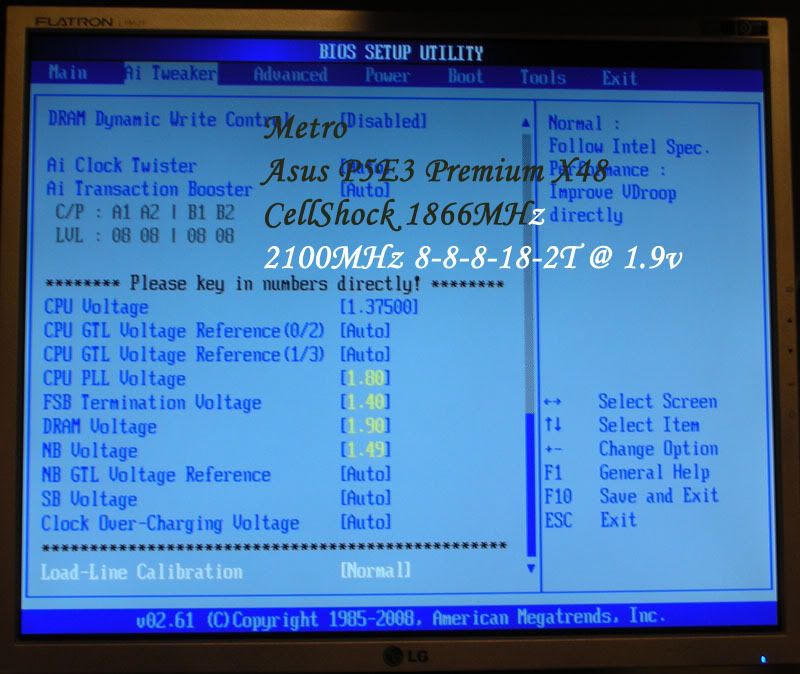 FLATRON
BIOS SETUP UTILITY
Main Ai Tweaker Advanced Power Boot Tools Exit
DRAM Dynamic Write Control [Disabled]
Ai Clock Twister [Auto]
Ai Transaction Booster [Auto]
C/P : A1 A2 | B1 B2
LVL : 08 08 | 08 08
******** Please key in numbers directly! ********
CPU Voltage [1.37500]
CPU GTL Voltage Reference(0/2) [Auto]
CPU GTL Voltage Reference(1/3) [Auto]
CPU PLL Voltage [1.80]
FSB Termination Voltage [1.40]
DRAM Voltage [1.90]
NB Voltage [1.49]
NB GTL Voltage Reference [Auto]
SB Voltage [Auto]
Clock Over-Charging Voltage [Auto]
**************************************************
Load-Line Calibration [Normal]
Normal :
Follow Intel Spec.
Performance :
Improve VDroop
directly
↔ Select Screen
↑↓ Select Item
+- Change Option
F1 General Help
F10 Save and Exit
ESC Exit
Metro
Asus P5E3 Premium X48
CellShock 1866MHz
2100MHz 8-8-8-18-2T @ 1.9v
v02.61 (C)Copyright 1985-2008, American Megatrends, Inc.
LG